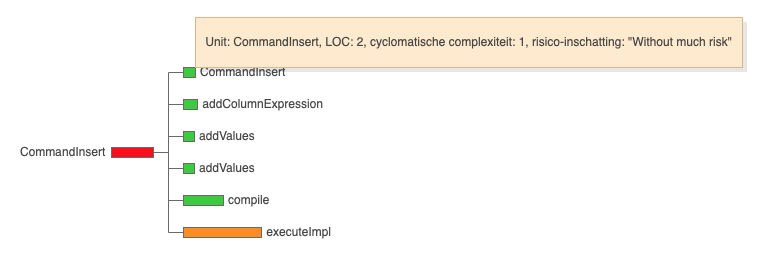 Unit: CommandInsert, LOC: 2, cyclomatische complexiteit: 1, risico-inschatting: "Without much risk"
CommandInsert
addColumnExpression
addValues
CommandInsert
addValues
compile
executeImpl